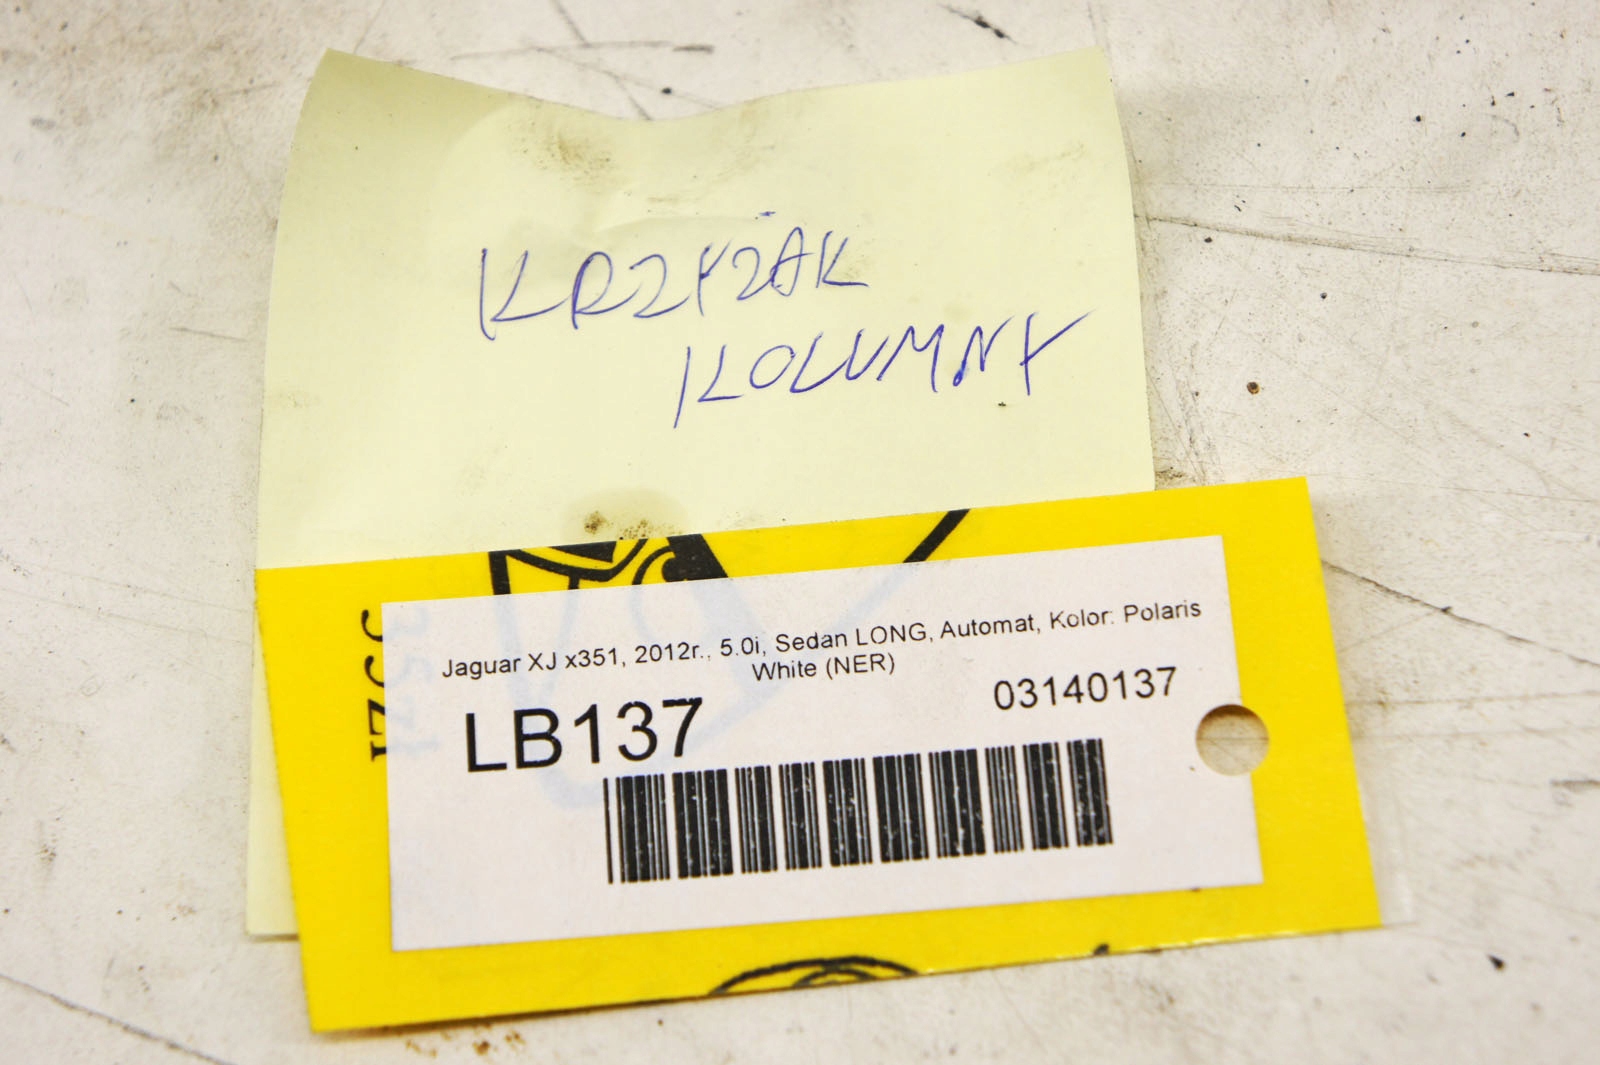 KRZYŻAK
KOLUMNY
Jaguar XJ x351, 2012r., 5.0i, Sedan LONG, Automat, Kolor: Polaris
White (NER)
LB137
03140137